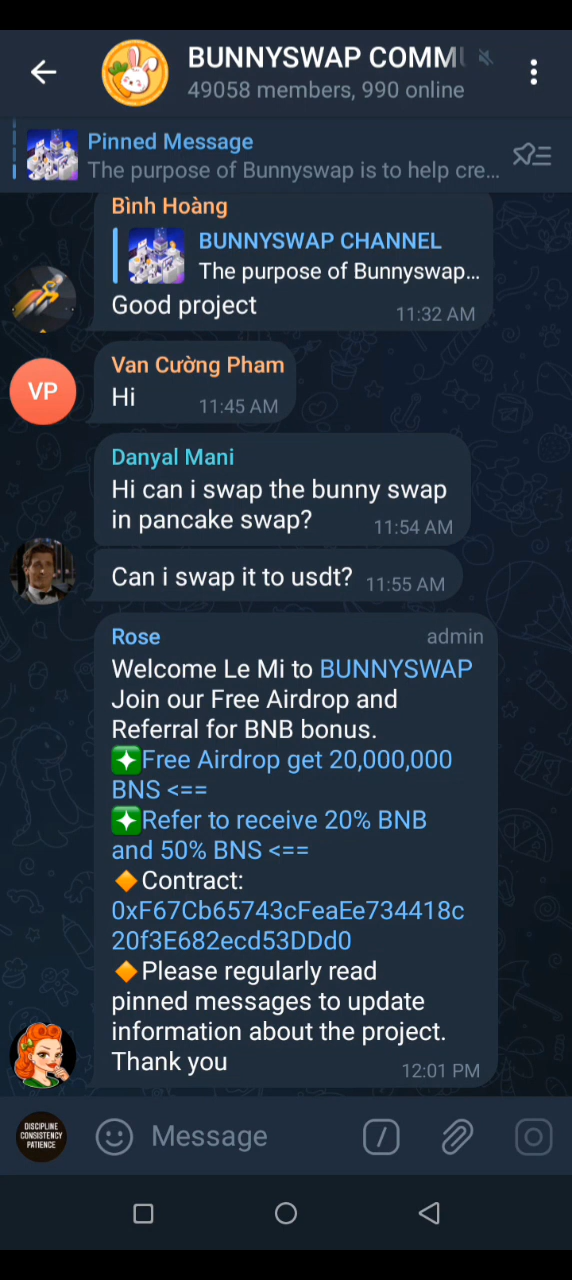 BUNNYSWAP COMMU
49058 members, 990 online
Pinned Message
The purpose of Bunnyswap is to help cre...
Bình Hoàng
BUNNYSWAP CHANNEL
The purpose of Bunnyswap...
Good project
11:32 AM
VP
Van Cường Pham
Hi
11:45 AM
Danyal Mani
Hi can i swap the bunny swap
in pancake swap?
11:54 AM
Can i swap it to usdt?
11:55 AM
Rose
admin
Welcome Le Mi to BUNNYSWAP
Join our Free Airdrop and
Referral for BNB bonus.
Free Airdrop get 20,000,000
BNS <==
Refer to receive 20% BNB
and 50% BNS <==
Contract:
0xF67Cb65743cFeaEe734418c
20f3E682ecd53DDd0
Please regularly read
pinned messages to update
information about the project.
Thank you
12:01 PM
DISCIPLINE
CONSISTENCY
PATIENCE
Message